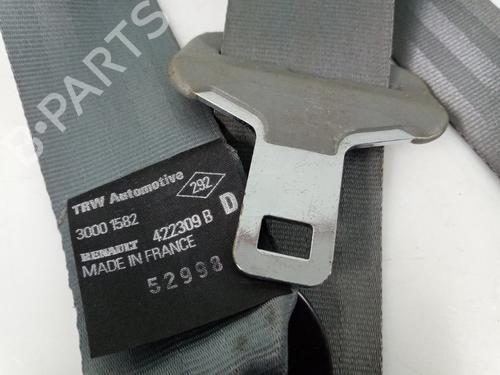 B-PARTS
TRW Automotive
292
3000 1582
RENAULT 422309 B D
MADE IN FRANCE
52998